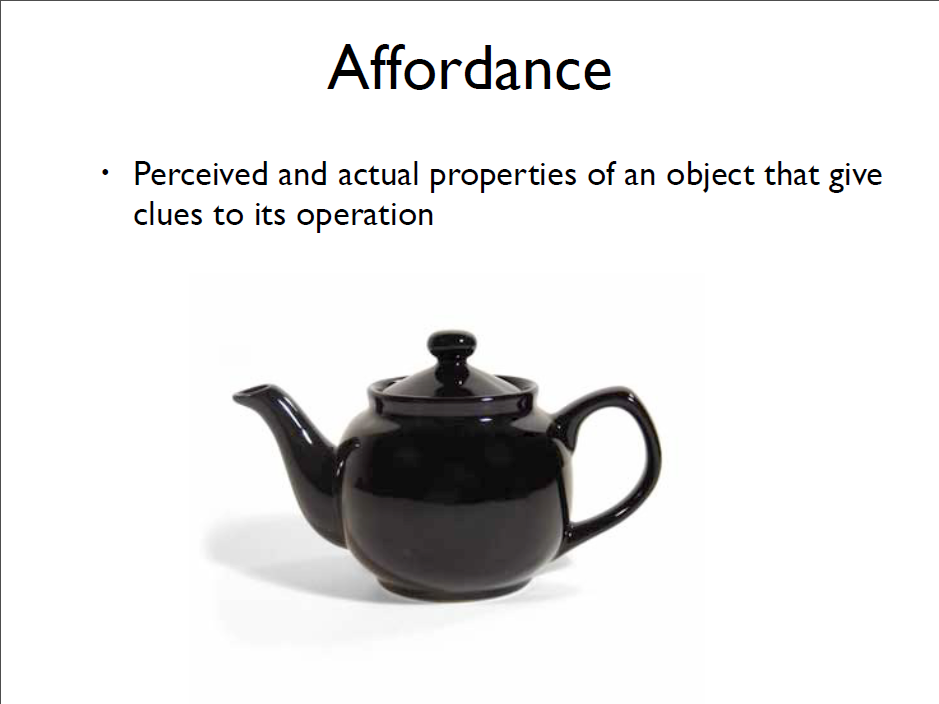 Affordance
• Perceived and actual properties of an object that give
clues to its operation